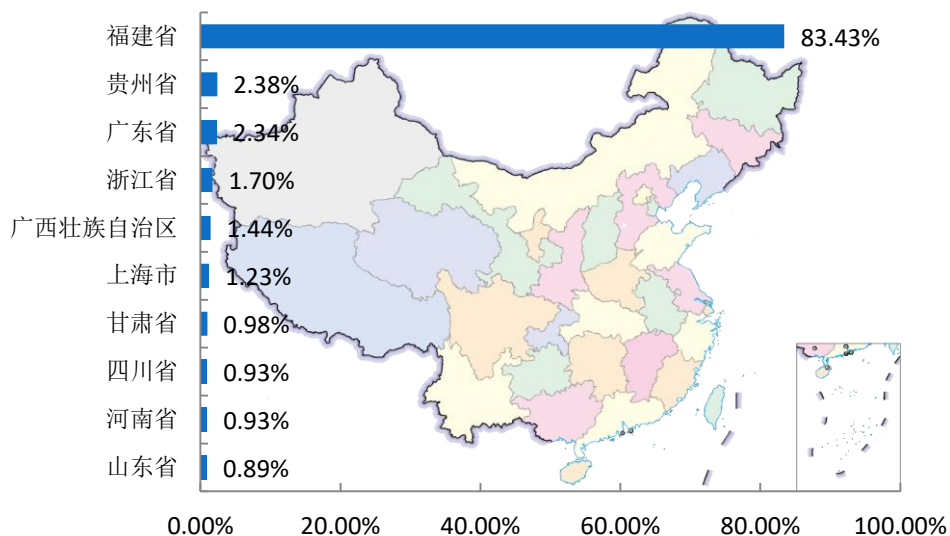 福建省 83.43%
贵州省 2.38%
广东省 2.34%
浙江省 1.70%
广西壮族自治区 1.44%
上海市 1.23%
甘肃省 0.98%
四川省 0.93%
河南省 0.93%
山东省 0.89%
0.00% 20.00% 40.00% 60.00% 80.00% 100.00%